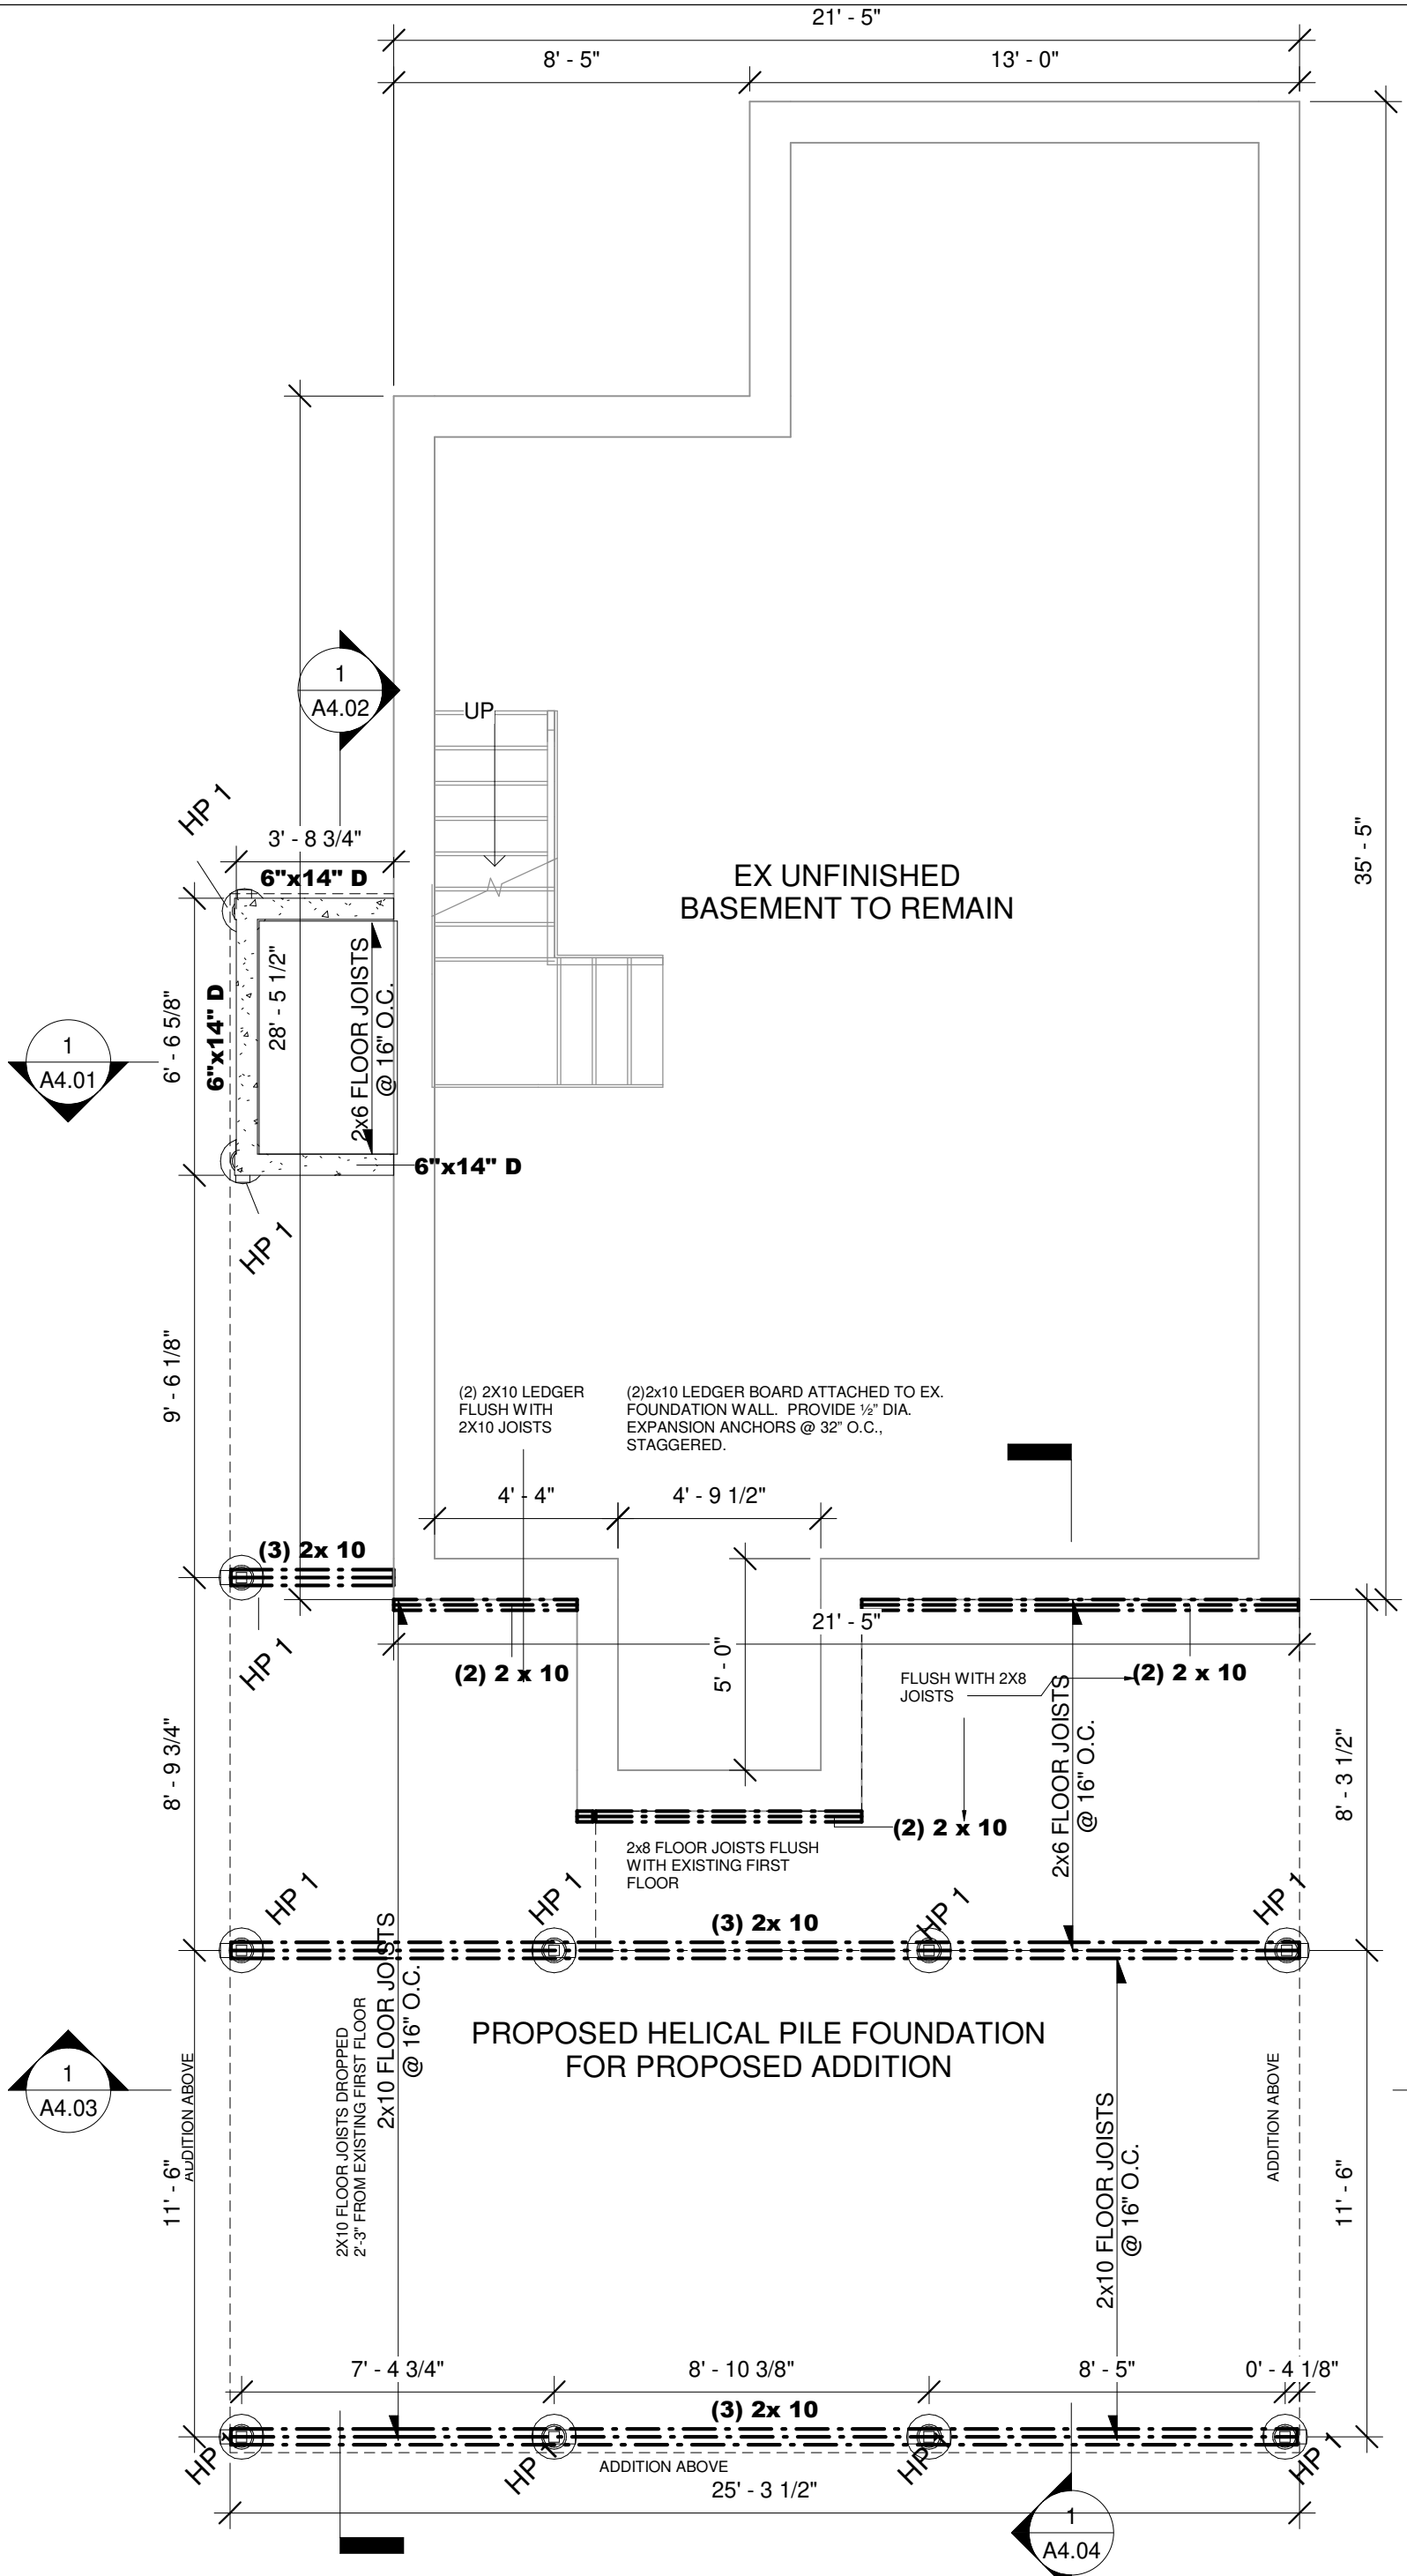 21' - 5"
8' - 5"
13' - 0"
35' - 5"
1
A4.02
UP
HP 1
3' - 8 3/4"
6"x14" D
EX UNFINISHED
BASEMENT TO REMAIN
28' - 5 1/2"
2x6 FLOOR JOISTS
@ 16" O.C.
6"x14" D
6' - 6 5/8"
1
A4.01
6"x14" D
HP 1
9' - 6 1/8"
(2) 2X10 LEDGER
FLUSH WITH
2X10 JOISTS
(2)2x10 LEDGER BOARD ATTACHED TO EX.
FOUNDATION WALL.  PROVIDE ½" DIA.
EXPANSION ANCHORS @ 32" O.C.,
STAGGERED.
4' - 4"
4' - 9 1/2"
(3) 2x 10
21' - 5"
HP 1
(2) 2 x 10
5' - 0"
FLUSH WITH 2X8
JOISTS
(2) 2 x 10
2x6 FLOOR JOISTS
@ 16" O.C.
8' - 9 3/4"
8' - 3 1/2"
(2) 2 x 10
2x8 FLOOR JOISTS FLUSH
WITH EXISTING FIRST
FLOOR
HP 1
HP 1
HP 1
HP 1
(3) 2x 10
2x10 FLOOR JOISTS
@ 16" O.C.
PROPOSED HELICAL PILE FOUNDATION
FOR PROPOSED ADDITION
2X10 FLOOR JOISTS DROPPED
2'-3" FROM EXISTING FIRST FLOOR
1
A4.03
ADDITION ABOVE
11' - 6"
2x10 FLOOR JOISTS
@ 16" O.C.
ADDITION ABOVE
11' - 6"
7' - 4 3/4"
8' - 10 3/8"
8' - 5"
0' - 4 1/8"
(3) 2x 10
HP 1
HP 1
HP 1
HP 1
ADDITION ABOVE
25' - 3 1/2"
1
A4.04